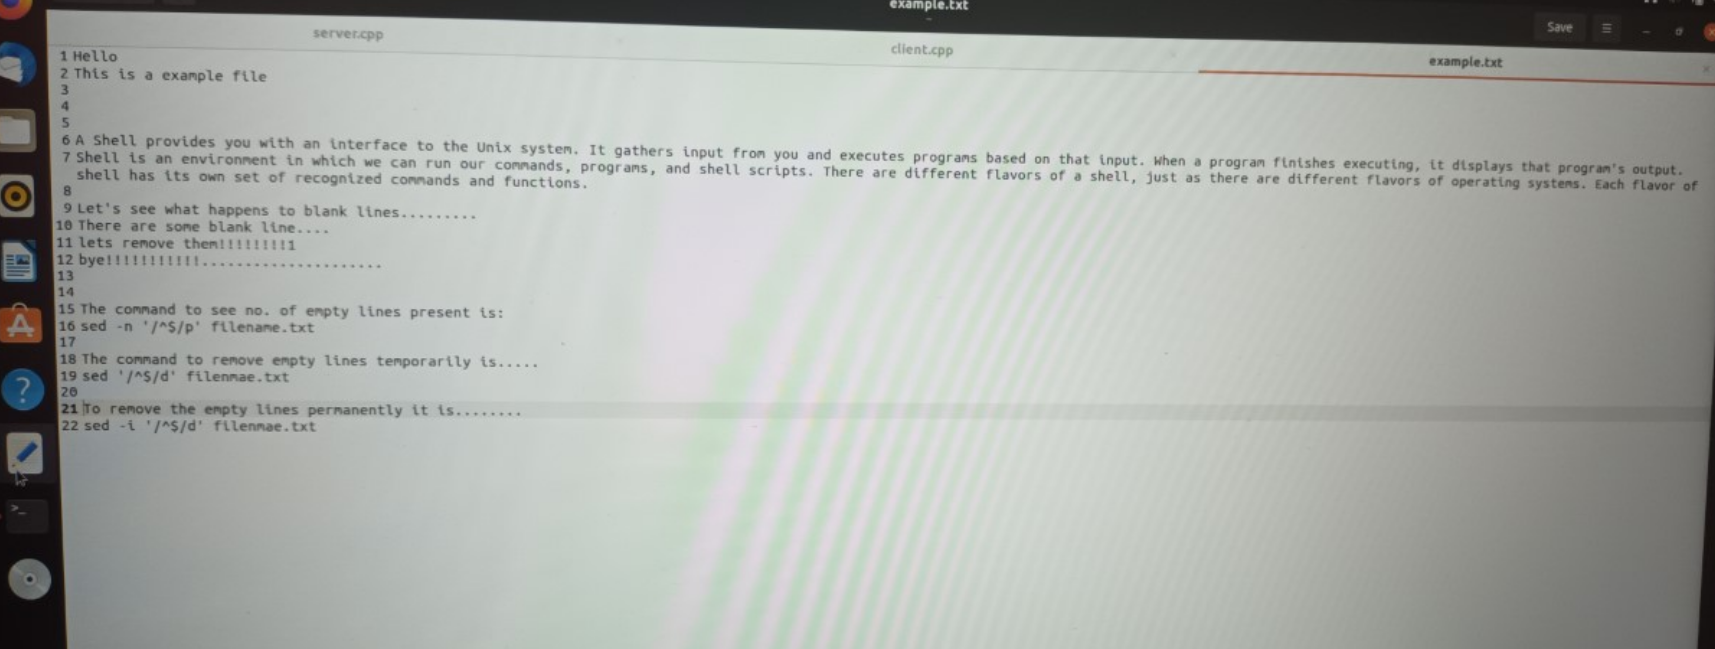 example.txt
Save
server.cpp
client.cpp
example.txt
1 Hello
2 This is a example file
3
4
5
6 A Shell provides you with an interface to the Unix system. It gathers input from you and executes programs based on that input. When a program finishes executing, it displays that program's output.
7 Shell is an environment in which we can run our commands, programs, and shell scripts. There are different flavors of a shell, just as there are different flavors of operating systems. Each flavor of
shell has its own set of recognized commands and functions.
8
9 Let's see what happens to blank lines.........
10 There are some blank line....
11 lets remove them!!!!!!!!!1
12 bye!!!!!!!!!!!.....................
13
14
15 The command to see no. of empty lines present is:
16 sed -n '/^$/p' filename.txt
17
18 The command to remove empty lines temporarily is.....
19 sed '/^$/d' filenmae.txt
20
21 To remove the empty lines permanently it is........
22 sed -i '/^$/d' filenmae.txt